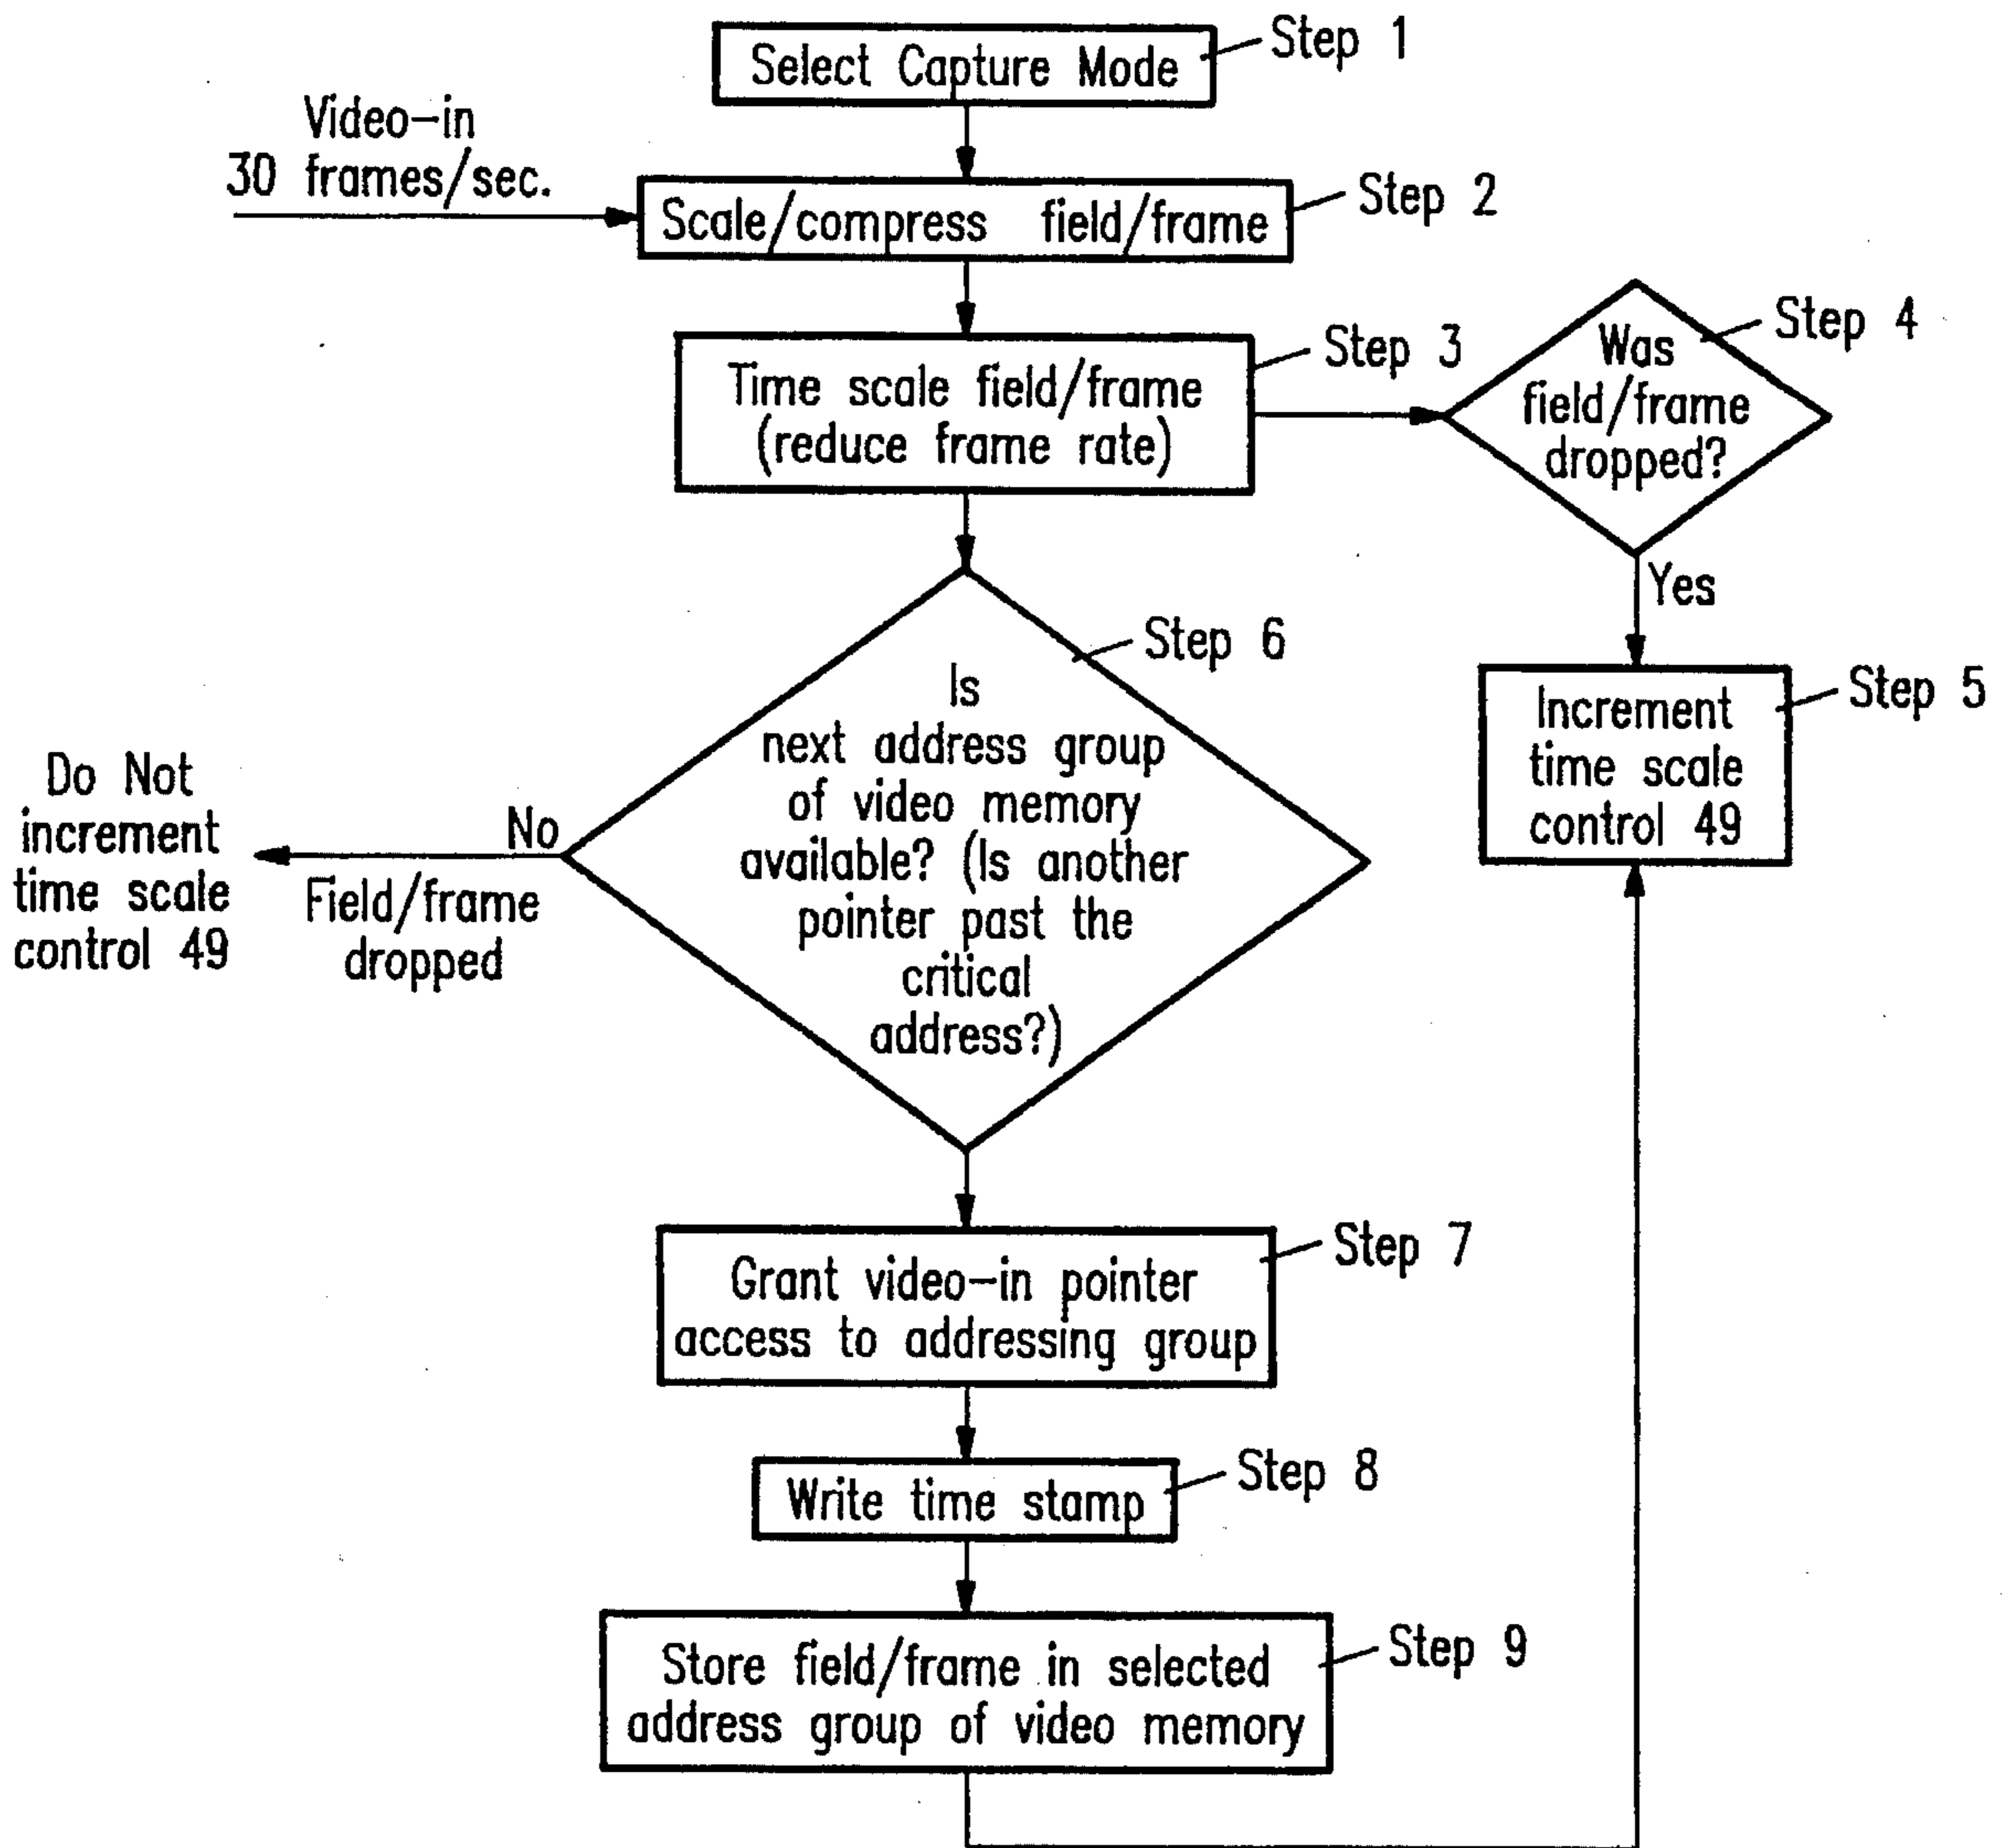 Select Capture Mode
Step 1
Video-in
30 frames/sec.
Scale/compress field/frame
Step 2
Time scale field/frame
(reduce frame rate)
Step 3
Was
field/frame
dropped?
Step 4
Yes
Increment
time scale
control 49
Step 5
Is
next address group
of video memory
available? (Is another
pointer past the
critical
address?)
Step 6
No
Field/frame
dropped
Do Not
increment
time scale
control 49
Grant video-in pointer
access to addressing group
Step 7
Write time stamp
Step 8
Store field/frame in selected
address group of video memory
Step 9